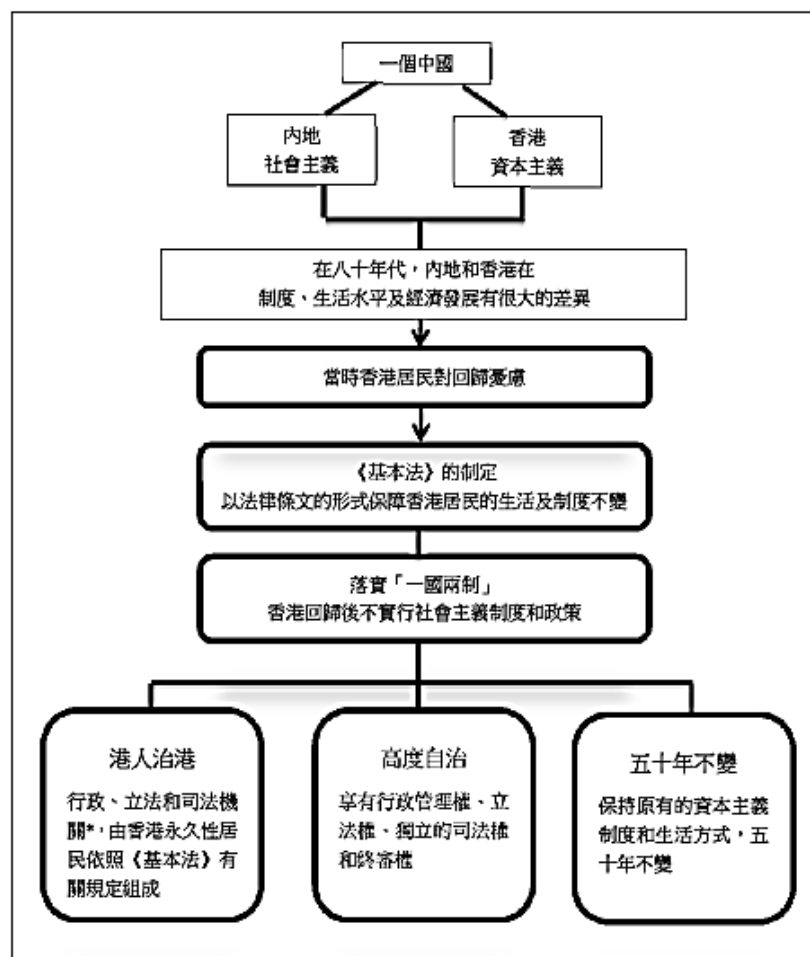 一個中國
內地
社會主義
香港
資本主義
在八十年代，內地和香港在
制度、生活水平及經濟發展有很大的差異
當時香港居民對回歸憂慮
《基本法》的制定
以法律條文的形式保障香港居民的生活及制度不變
落實「一國兩制」
香港回歸後不實行社會主義制度和政策
港人治港
行政、立法和司法機
關*，由香港永久性居
民依照《基本法》有
關規定組成
高度自治
享有行政管理權、立
法權、獨立的司法權
和終審權
五十年不變
保持原有的資本主義
制度和生活方式，五
十年不變